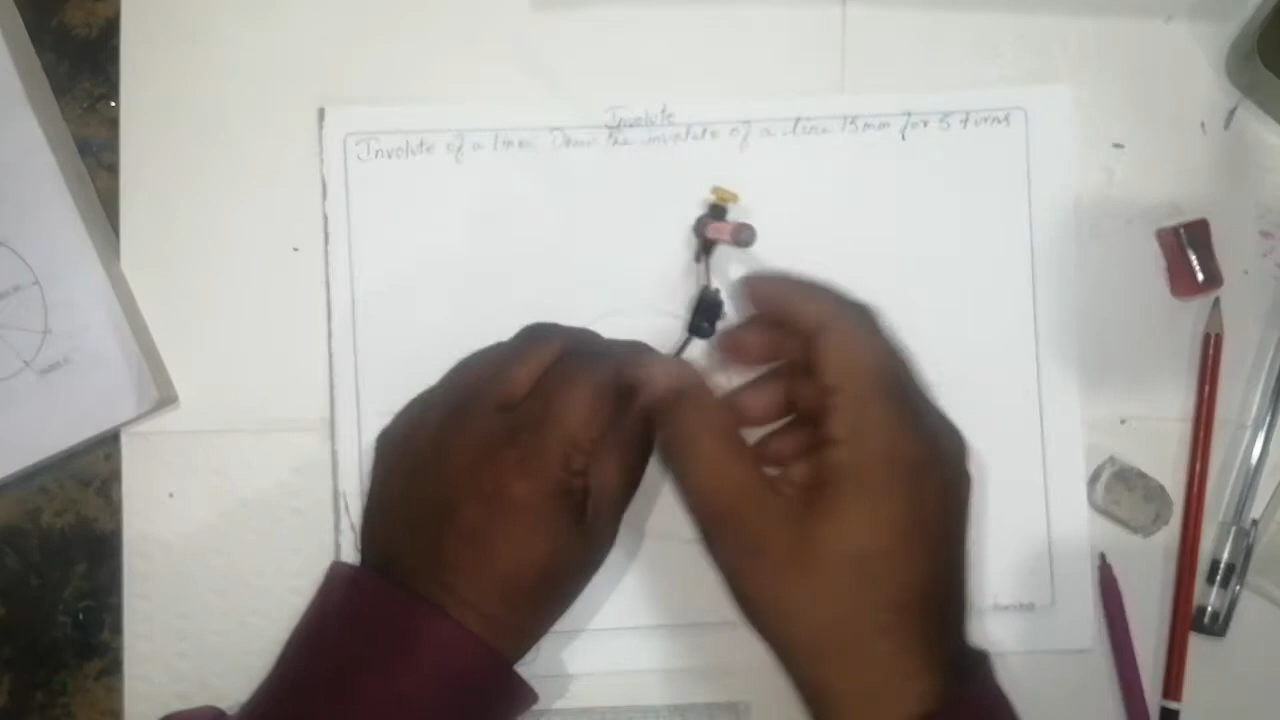 Involute
Involute of a line: Draw the involute of a line 15mm for 5 turns